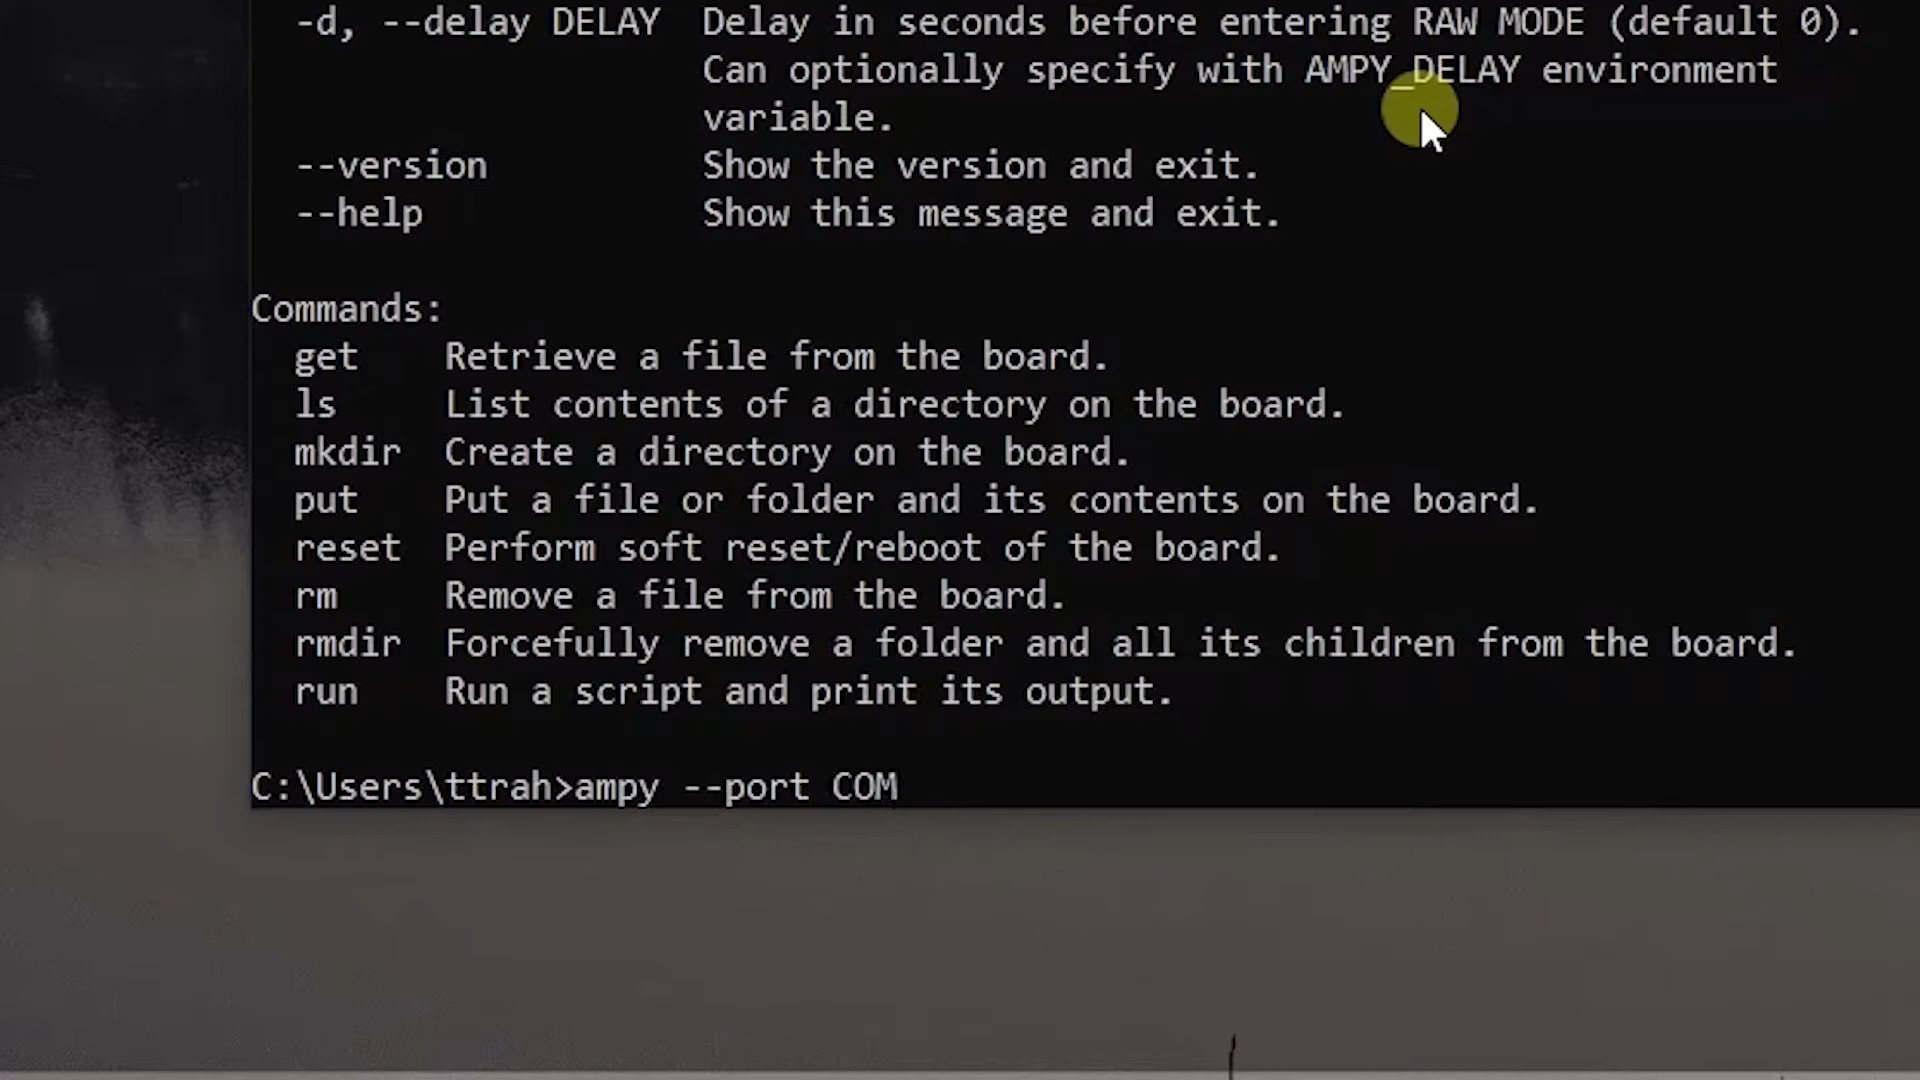 -d, --delay DELAY  Delay in seconds before entering RAW MODE (default 0).
Can optionally specify with AMPY_DELAY environment
variable.
--version          Show the version and exit.
--help             Show this message and exit.
Commands:
get    Retrieve a file from the board.
ls     List contents of a directory on the board.
mkdir  Create a directory on the board.
put    Put a file or folder and its contents on the board.
reset  Perform soft reset/reboot of the board.
rm     Remove a file from the board.
rmdir  Forcefully remove a folder and all its children from the board.
run    Run a script and print its output.
C:\Users\ttrah>ampy --port COM